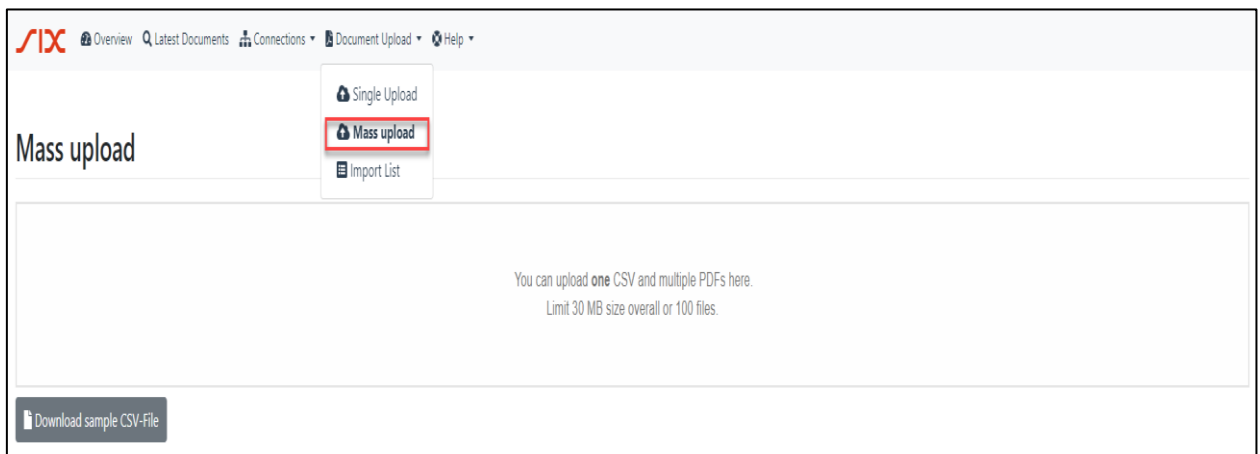 SIX Overview Latest Documents Connections Document Upload Help
Single Upload
Mass upload
Import List
Mass upload
You can upload one CSV and multiple PDFs here.
Limit 30 MB size overall or 100 files.
Download sample CSV-File